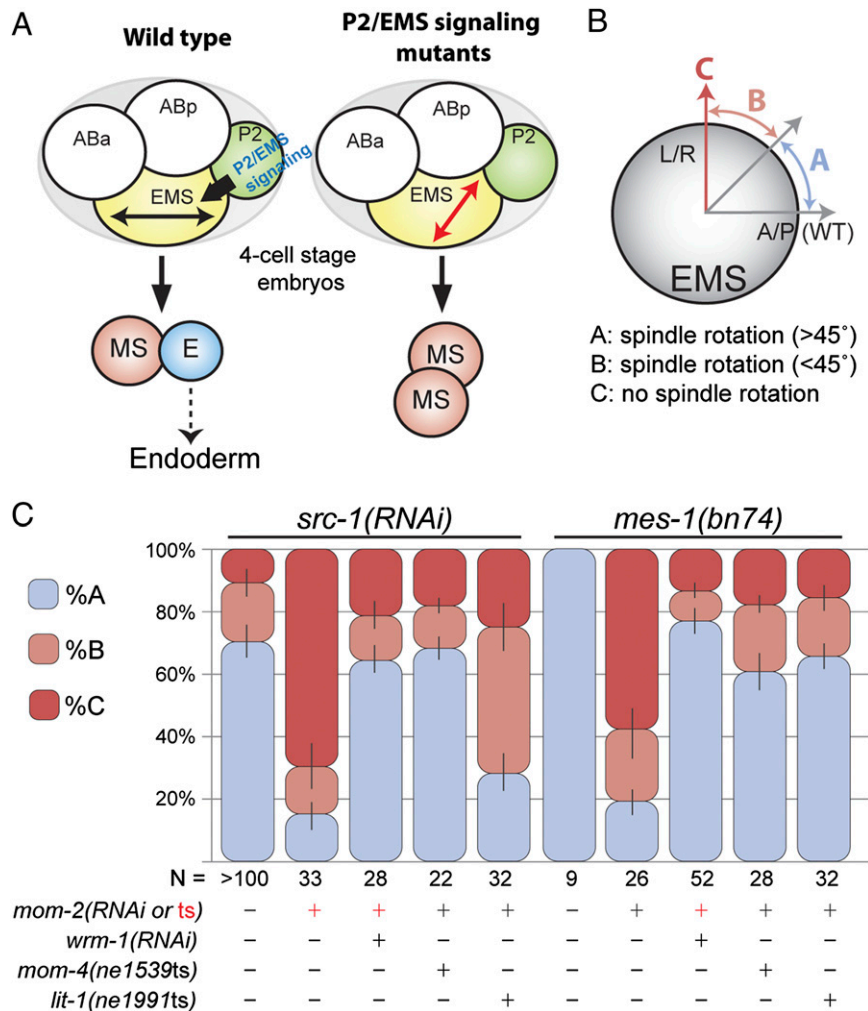 A
Wild type
P2/EMS signaling
mutants
ABa
ABp
P2
P2/EMS
signaling
EMS
ABa
ABp
P2
EMS
4-cell stage
embryos
MS
E
MS
MS
Endoderm
B
C
B
A
L/R
A/P (WT)
EMS
A: spindle rotation (>45˚)
B: spindle rotation (<45˚)
C: no spindle rotation
C
src-1(RNAi)
mes-1(bn74)
%A
%B
%C
100%
80%
60%
40%
20%
N = >100 33 28 22 32 9 26 52 28 32
mom-2(RNAi or ts) – + + + + – + + + +
wrm-1(RNAi) – – + – – – – + – –
mom-4(ne1539ts) – – – + – – – – + –
lit-1(ne1991ts) – – – – + – – – – +